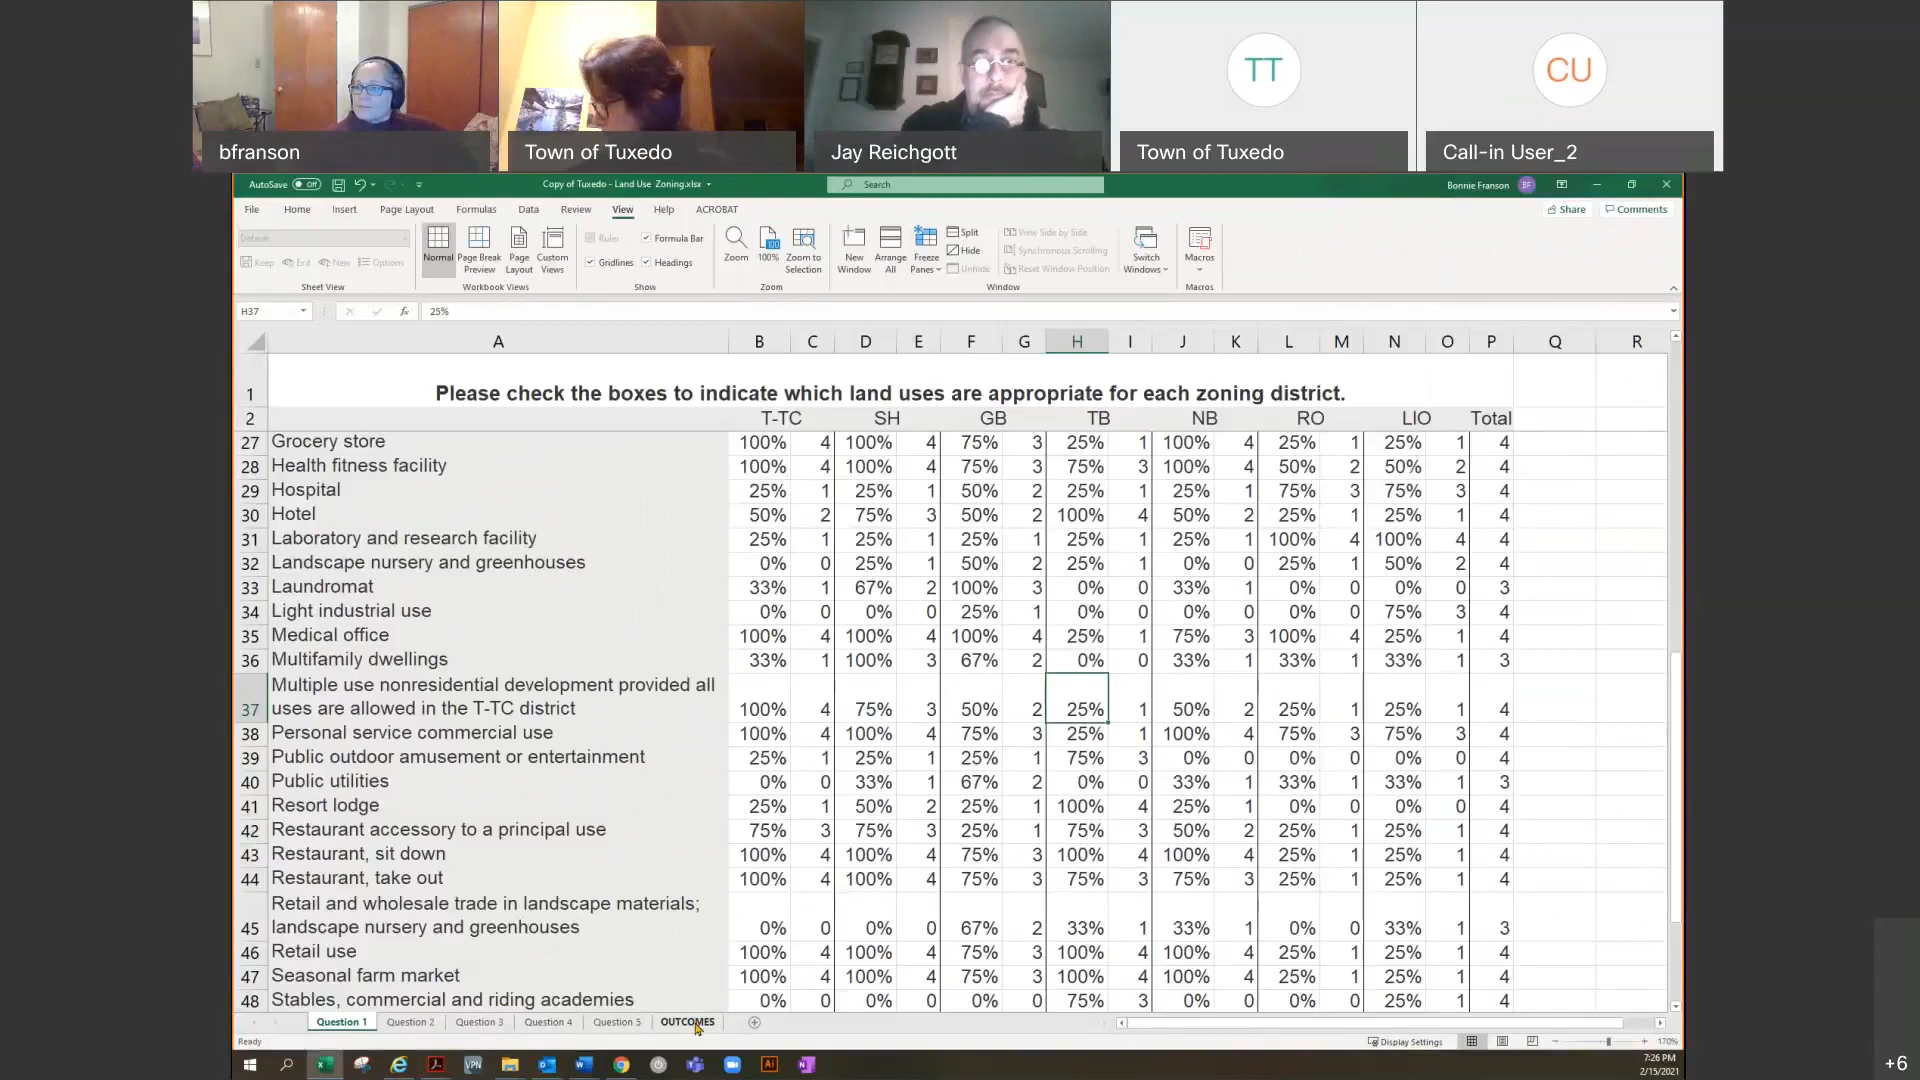 TT
CU
bfranson
Town of Tuxedo
Jay Reichgott
Town of Tuxedo
Call-in User_2
AutoSave Off
Copy of Tuxedo - Land Use Zoning.xlsx
Search
Bonnie Franson BF
File Home Insert Page Layout Formulas Data Review View Help ACROBAT
Share Comments
Default
Keep Exit New Options
Sheet View
Normal Page Break Preview Page Layout Custom Views
Workbook Views
Ruler Formula Bar
Gridlines Headings
Show
Zoom 100% Zoom to Selection
Zoom
New Window Arrange All Freeze Panes
Split
Hide
Unhide
View Side by Side
Synchronous Scrolling
Reset Window Position
Switch Windows
Window
Macros
Macros
H37 fx 25%
A B C D E F G H I J K L M N O P Q R
1 Please check the boxes to indicate which land uses are appropriate for each zoning district.
2 T-TC SH GB TB NB RO LIO Total
27 Grocery store 100% 4 100% 4 75% 3 25% 1 100% 4 25% 1 25% 1 4
28 Health fitness facility 100% 4 100% 4 75% 3 75% 3 100% 4 50% 2 50% 2 4
29 Hospital 25% 1 25% 1 50% 2 25% 1 25% 1 75% 3 75% 3 4
30 Hotel 50% 2 75% 3 50% 2 100% 4 50% 2 25% 1 25% 1 4
31 Laboratory and research facility 25% 1 25% 1 25% 1 25% 1 25% 1 100% 4 100% 4 4
32 Landscape nursery and greenhouses 0% 0 25% 1 50% 2 25% 1 0% 0 25% 1 50% 2 4
33 Laundromat 33% 1 67% 2 100% 3 0% 0 33% 1 0% 0 0% 0 3
34 Light industrial use 0% 0 0% 0 25% 1 0% 0 0% 0 0% 0 75% 3 4
35 Medical office 100% 4 100% 4 100% 4 25% 1 75% 3 100% 4 25% 1 4
36 Multifamily dwellings 33% 1 100% 3 67% 2 0% 0 33% 1 33% 1 33% 1 3
Multiple use nonresidential development provided all
37 uses are allowed in the T-TC district 100% 4 75% 3 50% 2 25% 1 50% 2 25% 1 25% 1 4
38 Personal service commercial use 100% 4 100% 4 75% 3 25% 1 100% 4 75% 3 75% 3 4
39 Public outdoor amusement or entertainment 25% 1 25% 1 25% 1 75% 3 0% 0 0% 0 0% 0 4
40 Public utilities 0% 0 33% 1 67% 2 0% 0 33% 1 33% 1 33% 1 3
41 Resort lodge 25% 1 50% 2 25% 1 100% 4 25% 1 0% 0 0% 0 4
42 Restaurant accessory to a principal use 75% 3 75% 3 25% 1 75% 3 50% 2 25% 1 25% 1 4
43 Restaurant, sit down 100% 4 100% 4 75% 3 100% 4 100% 4 25% 1 25% 1 4
44 Restaurant, take out 100% 4 100% 4 75% 3 75% 3 75% 3 25% 1 25% 1 4
Retail and wholesale trade in landscape materials;
45 landscape nursery and greenhouses 0% 0 0% 0 67% 2 33% 1 33% 1 0% 0 33% 1 3
46 Retail use 100% 4 100% 4 75% 3 100% 4 100% 4 25% 1 25% 1 4
47 Seasonal farm market 100% 4 100% 4 75% 3 100% 4 100% 4 25% 1 25% 1 4
48 Stables, commercial and riding academies 0% 0 0% 0 0% 0 75% 3 0% 0 0% 0 25% 1 4
Question 1 Question 2 Question 3 Question 4 Question 5 OUTCOMES
Ready
Display Settings
170%
VPN
7:26 PM
2/15/2021
+6